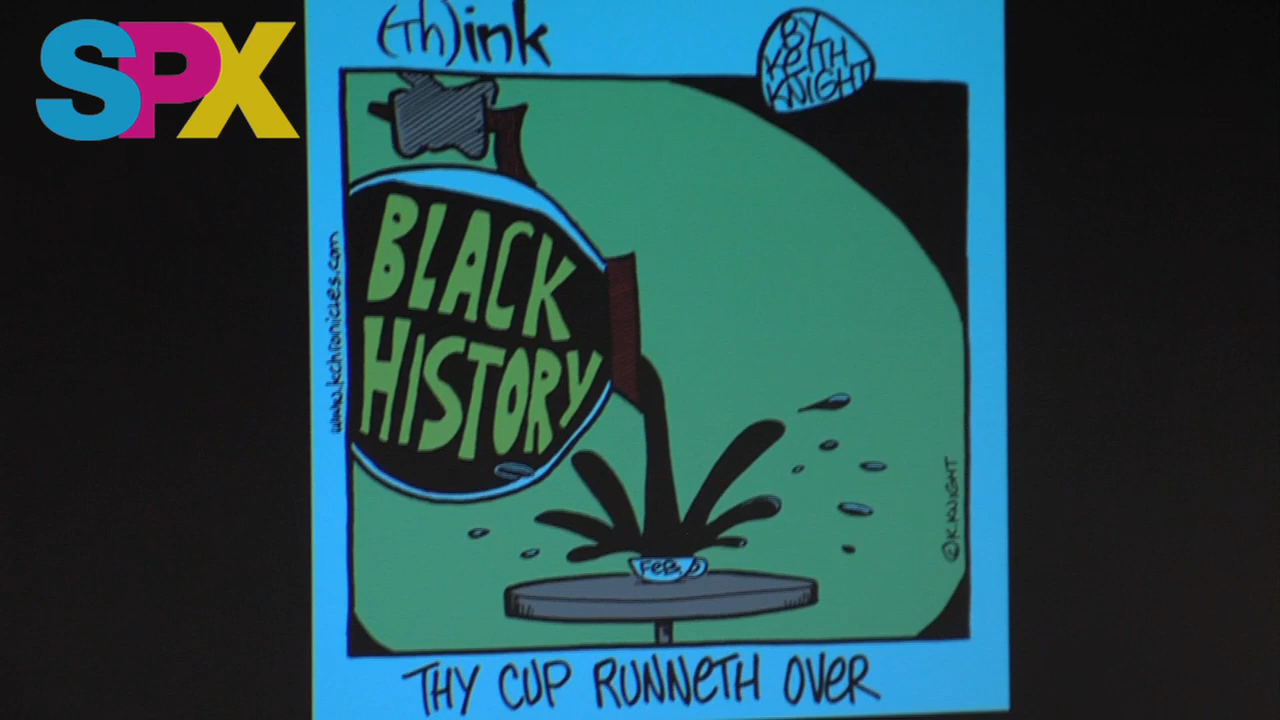 SPX
(Th)ink
BY
KEITH
KNIGHT
www.kchronicles.com
BLACK
HISTORY
FEB.
©K.KNIGHT
THY CUP RUNNETH OVER